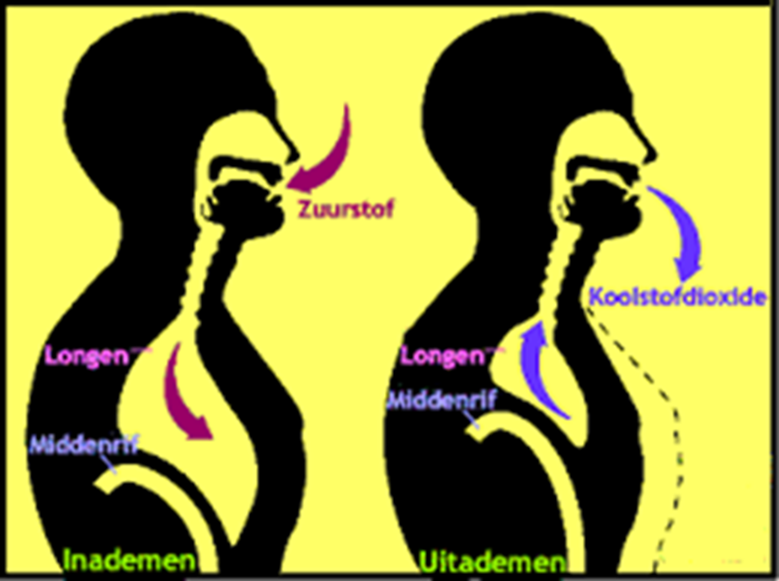 Zuurstof
Longen
Middenrif
Inademen
Koolstofdioxide
Longen
Middenrif
Uitademen